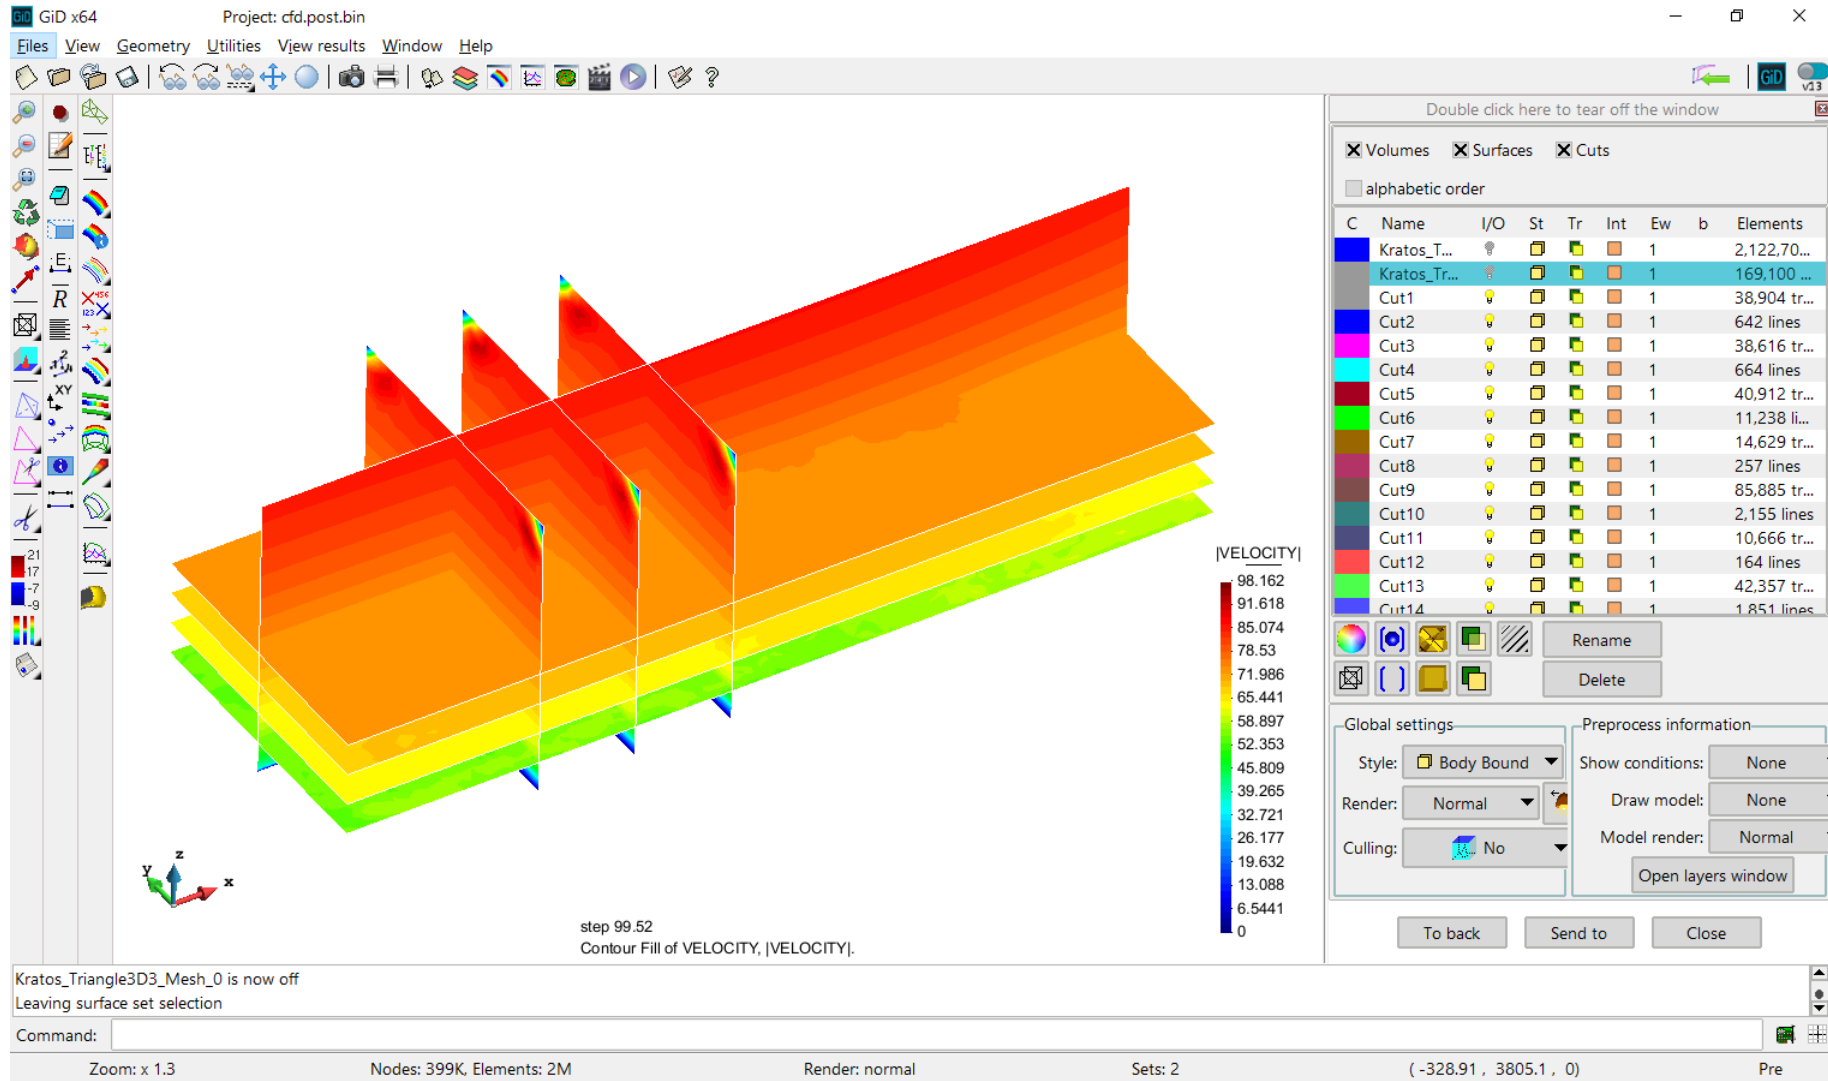 GiD x64 Project: cfd.post.bin
Files View Geometry Utilities View results Window Help
GiD v13
Double click here to tear off the window
Volumes Surfaces Cuts
alphabetic order
C Name I/O St Tr Int Ew b Elements
Kratos_T... 1 2,122,70...
Kratos_Tr... 1 169,100 ...
Cut1 1 38,904 tr...
Cut2 1 642 lines
Cut3 1 38,616 tr...
Cut4 1 664 lines
Cut5 1 40,912 tr...
Cut6 1 11,238 li...
Cut7 1 14,629 tr...
Cut8 1 257 lines
Cut9 1 85,885 tr...
Cut10 1 2,155 lines
Cut11 1 10,666 tr...
Cut12 1 164 lines
Cut13 1 42,357 tr...
Cut14 1 1,851 lines
Rename
Delete
Global settings
Style: Body Bound
Render: Normal
Culling: No
Preprocess information
Show conditions: None
Draw model: None
Model render: Normal
Open layers window
To back Send to Close
|VELOCITY|
98.162
91.618
85.074
78.53
71.986
65.441
58.897
52.353
45.809
39.265
32.721
26.177
19.632
13.088
6.5441
0
21
17
-7
-9
z
y
x
step 99.52
Contour Fill of VELOCITY, |VELOCITY|.
Kratos_Triangle3D3_Mesh_0 is now off
Leaving surface set selection
Command:
Zoom: x 1.3 Nodes: 399K, Elements: 2M Render: normal Sets: 2 ( -328.91 , 3805.1 , 0) Pre